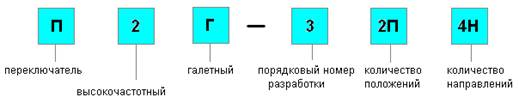 П 2 Г — 3 2П 4Н
переключатель
высокочастотный
галетный
порядковый номер
разработки
количество
положений
количество
направлений